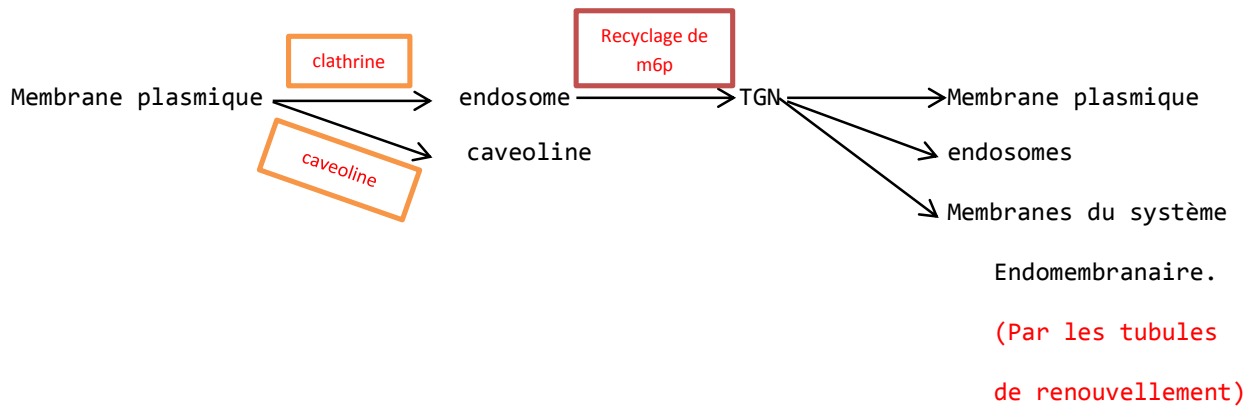 Recyclage de
m6p
clathrine
Membrane plasmique endosome TGN Membrane plasmique
caveoline caveoline endosomes
Membranes du système
Endomembranaire.
(Par les tubules
de renouvellement)